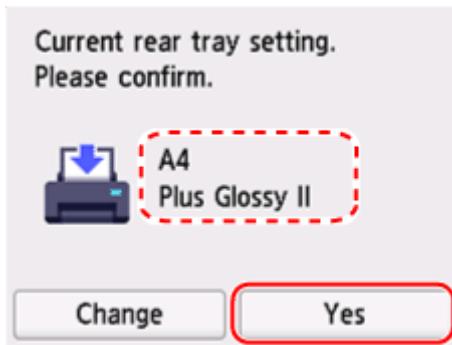 Current rear tray setting.
Please confirm.
A4
Plus Glossy II
Change
Yes